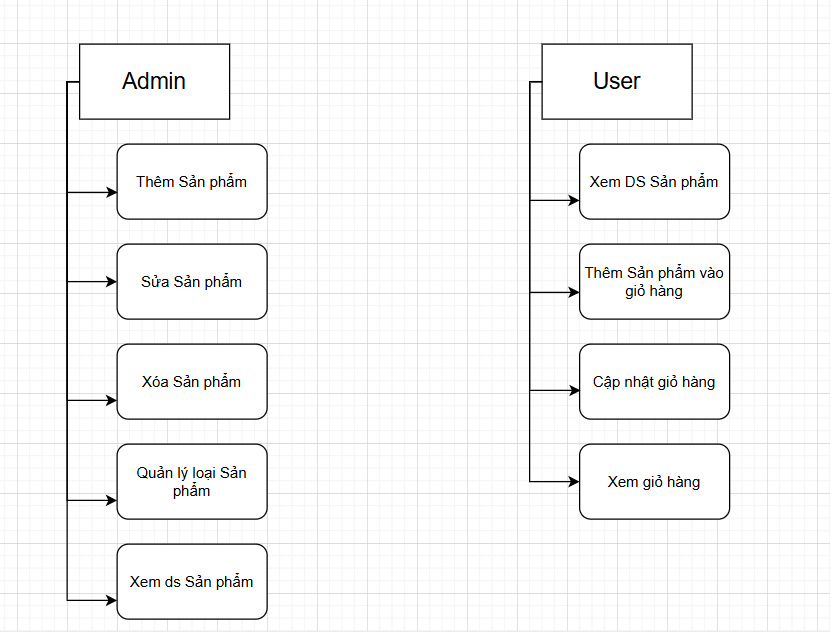 Admin
Thêm Sản phẩm
Sửa Sản phẩm
Xóa Sản phẩm
Quản lý loại Sản
phẩm
Xem ds Sản phẩm
User
Xem DS Sản phẩm
Thêm Sản phẩm vào
giỏ hàng
Cập nhật giỏ hàng
Xem giỏ hàng